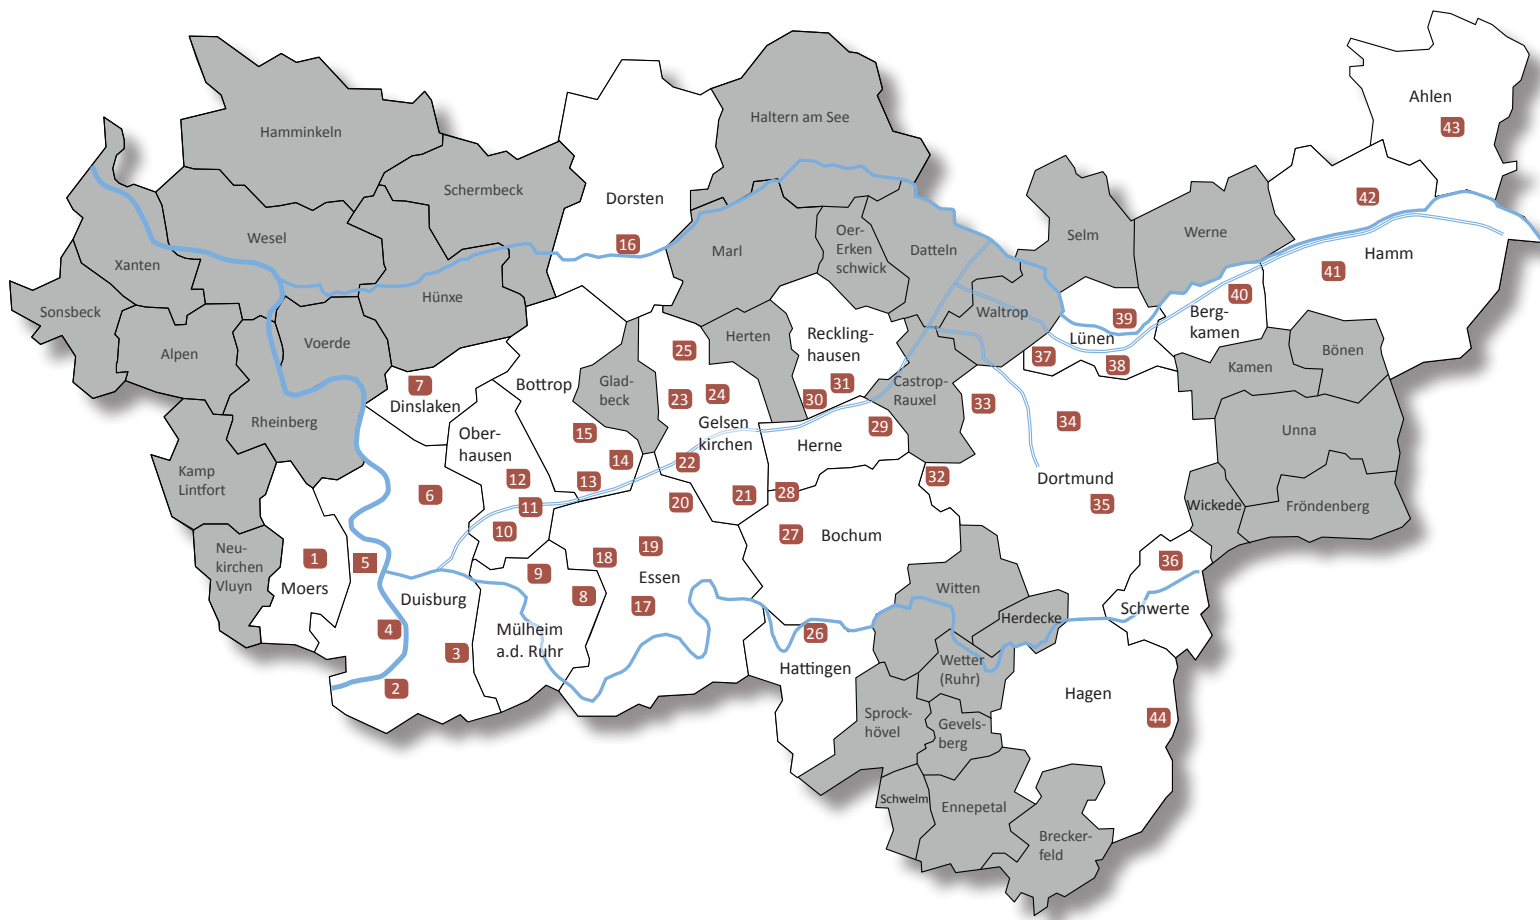 Ahlen
43
Haltern am See
Hamminkeln
Schermbeck
Dorsten
16
42
Wesel
Marl
Oer-
Erken
schwick
Datteln
Selm
Werne
Hamm
41
Xanten
Hünxe
40
Sonsbeck
Waltrop
39
Berg-
kamen
Alpen
Voerde
Herten
Reckling-
hausen
Lünen
37
38
Bönen
Kamen
25
7
Dinslaken
Bottrop
Glad-
beck
23
24
30
31
Castrop-
Rauxel
33
Rheinberg
Gelsen
kirchen
34
Ober-
hausen
15
Herne
29
Unna
Kamp
Lintfort
12
14
22
13
32
Dortmund
6
11
20
21
28
35
Wickede
Fröndenberg
10
27
Bochum
Neu-
kirchen
Vluyn
1
5
18
19
36
Moers
9
8
Essen
Duisburg
17
Witten
Schwerte
4
Herdecke
Mülheim
a.d. Ruhr
26
3
Hattingen
Wetter
(Ruhr)
2
Hagen
44
Sprock-
hövel
Gevels-
berg
Schwelm
Ennepetal
Brecker-
feld